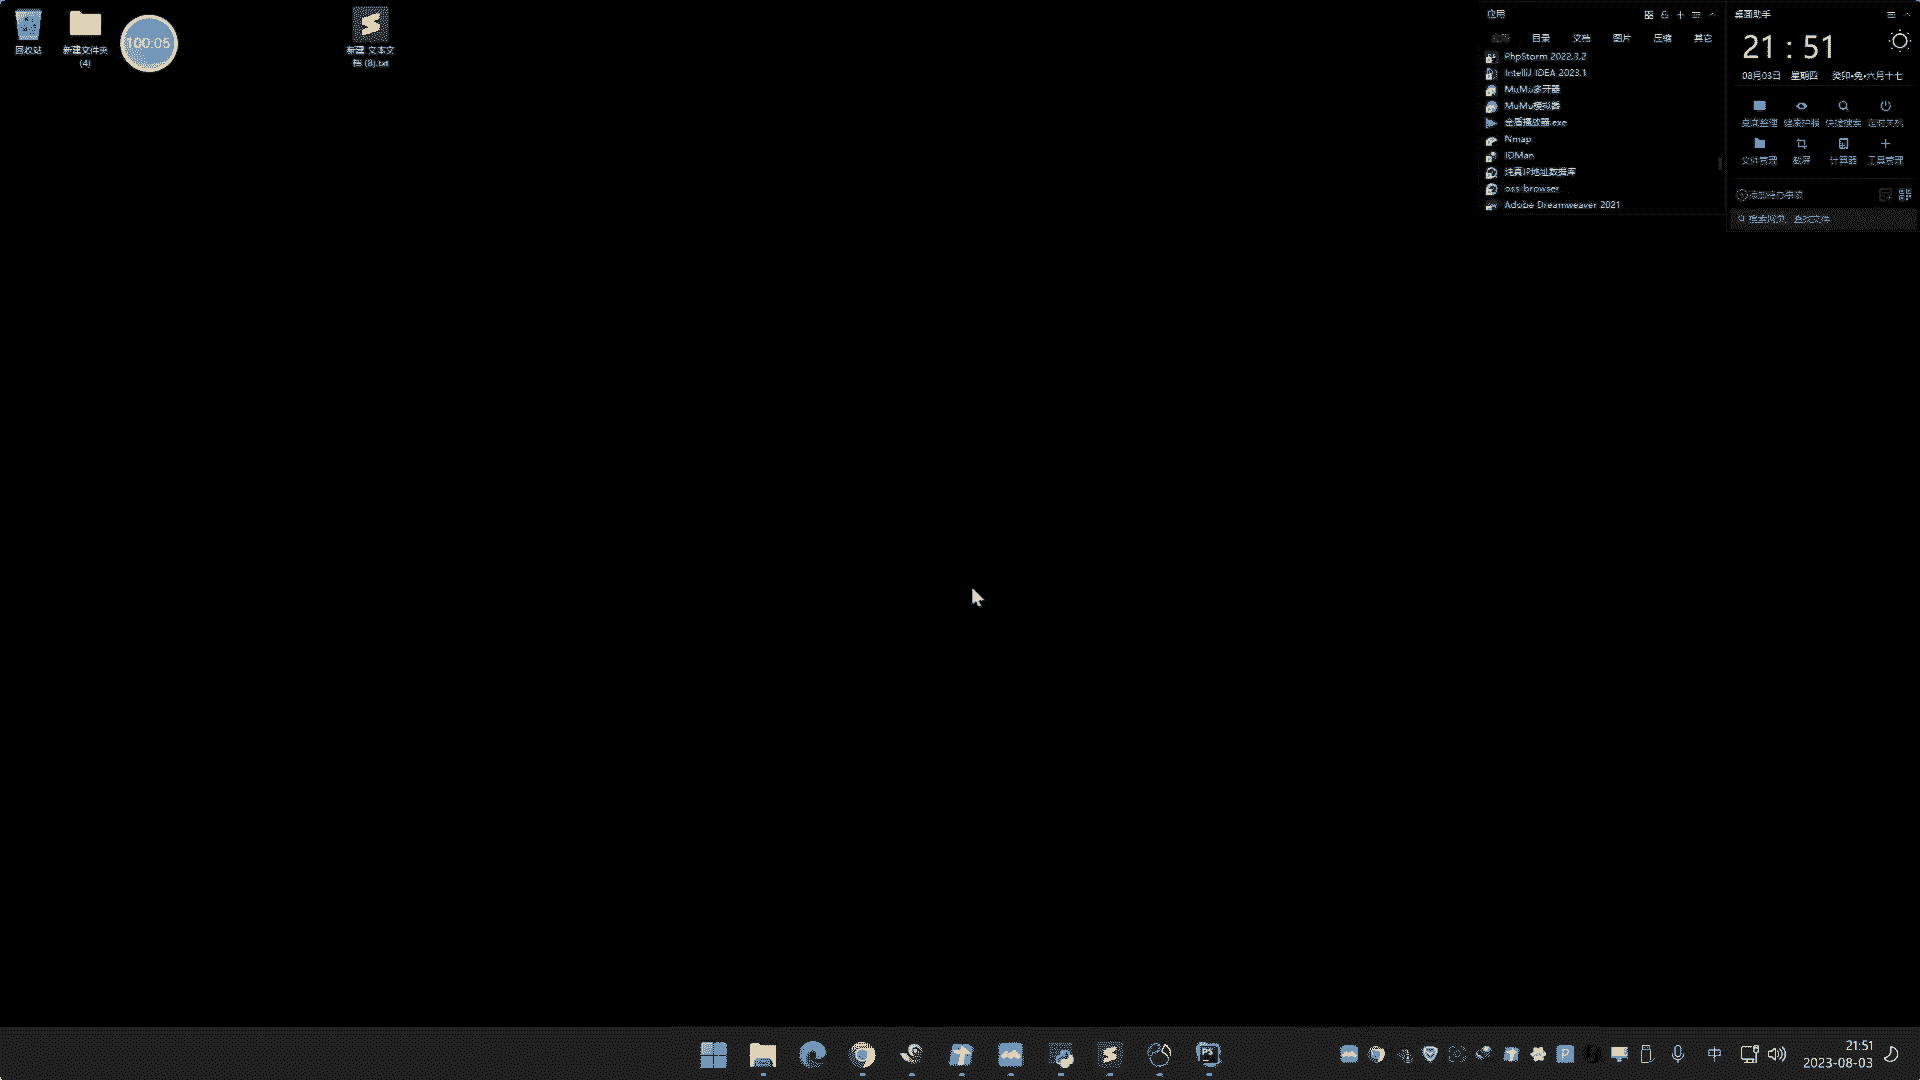 回收站
新建文件夹
(4)
100:05
新建 文本文
档 (8).txt
应用
目录
文档
图片
压缩
其它
PhpStorm 2022.3.2
IntelliJ IDEA 2023.1
MuMu多开器
MuMu模拟器
金盾播放器.exe
Nmap
IDMan
纯真IP地址数据库
oss-browser
Adobe Dreamweaver 2021
桌面助手
21 : 51
08月03日 星期四 癸卯•兔•六月十七
桌面整理 健康护眼 快捷搜索 定时关机
文件管理 截屏 计算器 工具管理
添加待办事项
搜索网页、查找文件
PS
P
中
21:51
2023-08-03